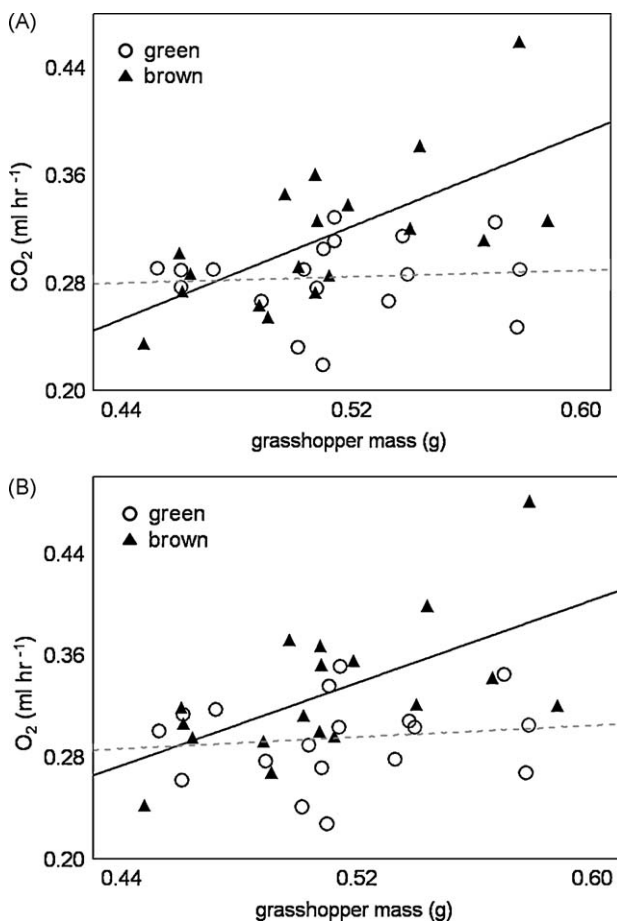 (A)
green
brown
0.44
0.36
0.28
0.20
CO₂ (ml hr⁻¹)
0.44 0.52 0.60
grasshopper mass (g)
(B)
green
brown
0.44
0.36
0.28
0.20
O₂ (ml hr⁻¹)
0.44 0.52 0.60
grasshopper mass (g)